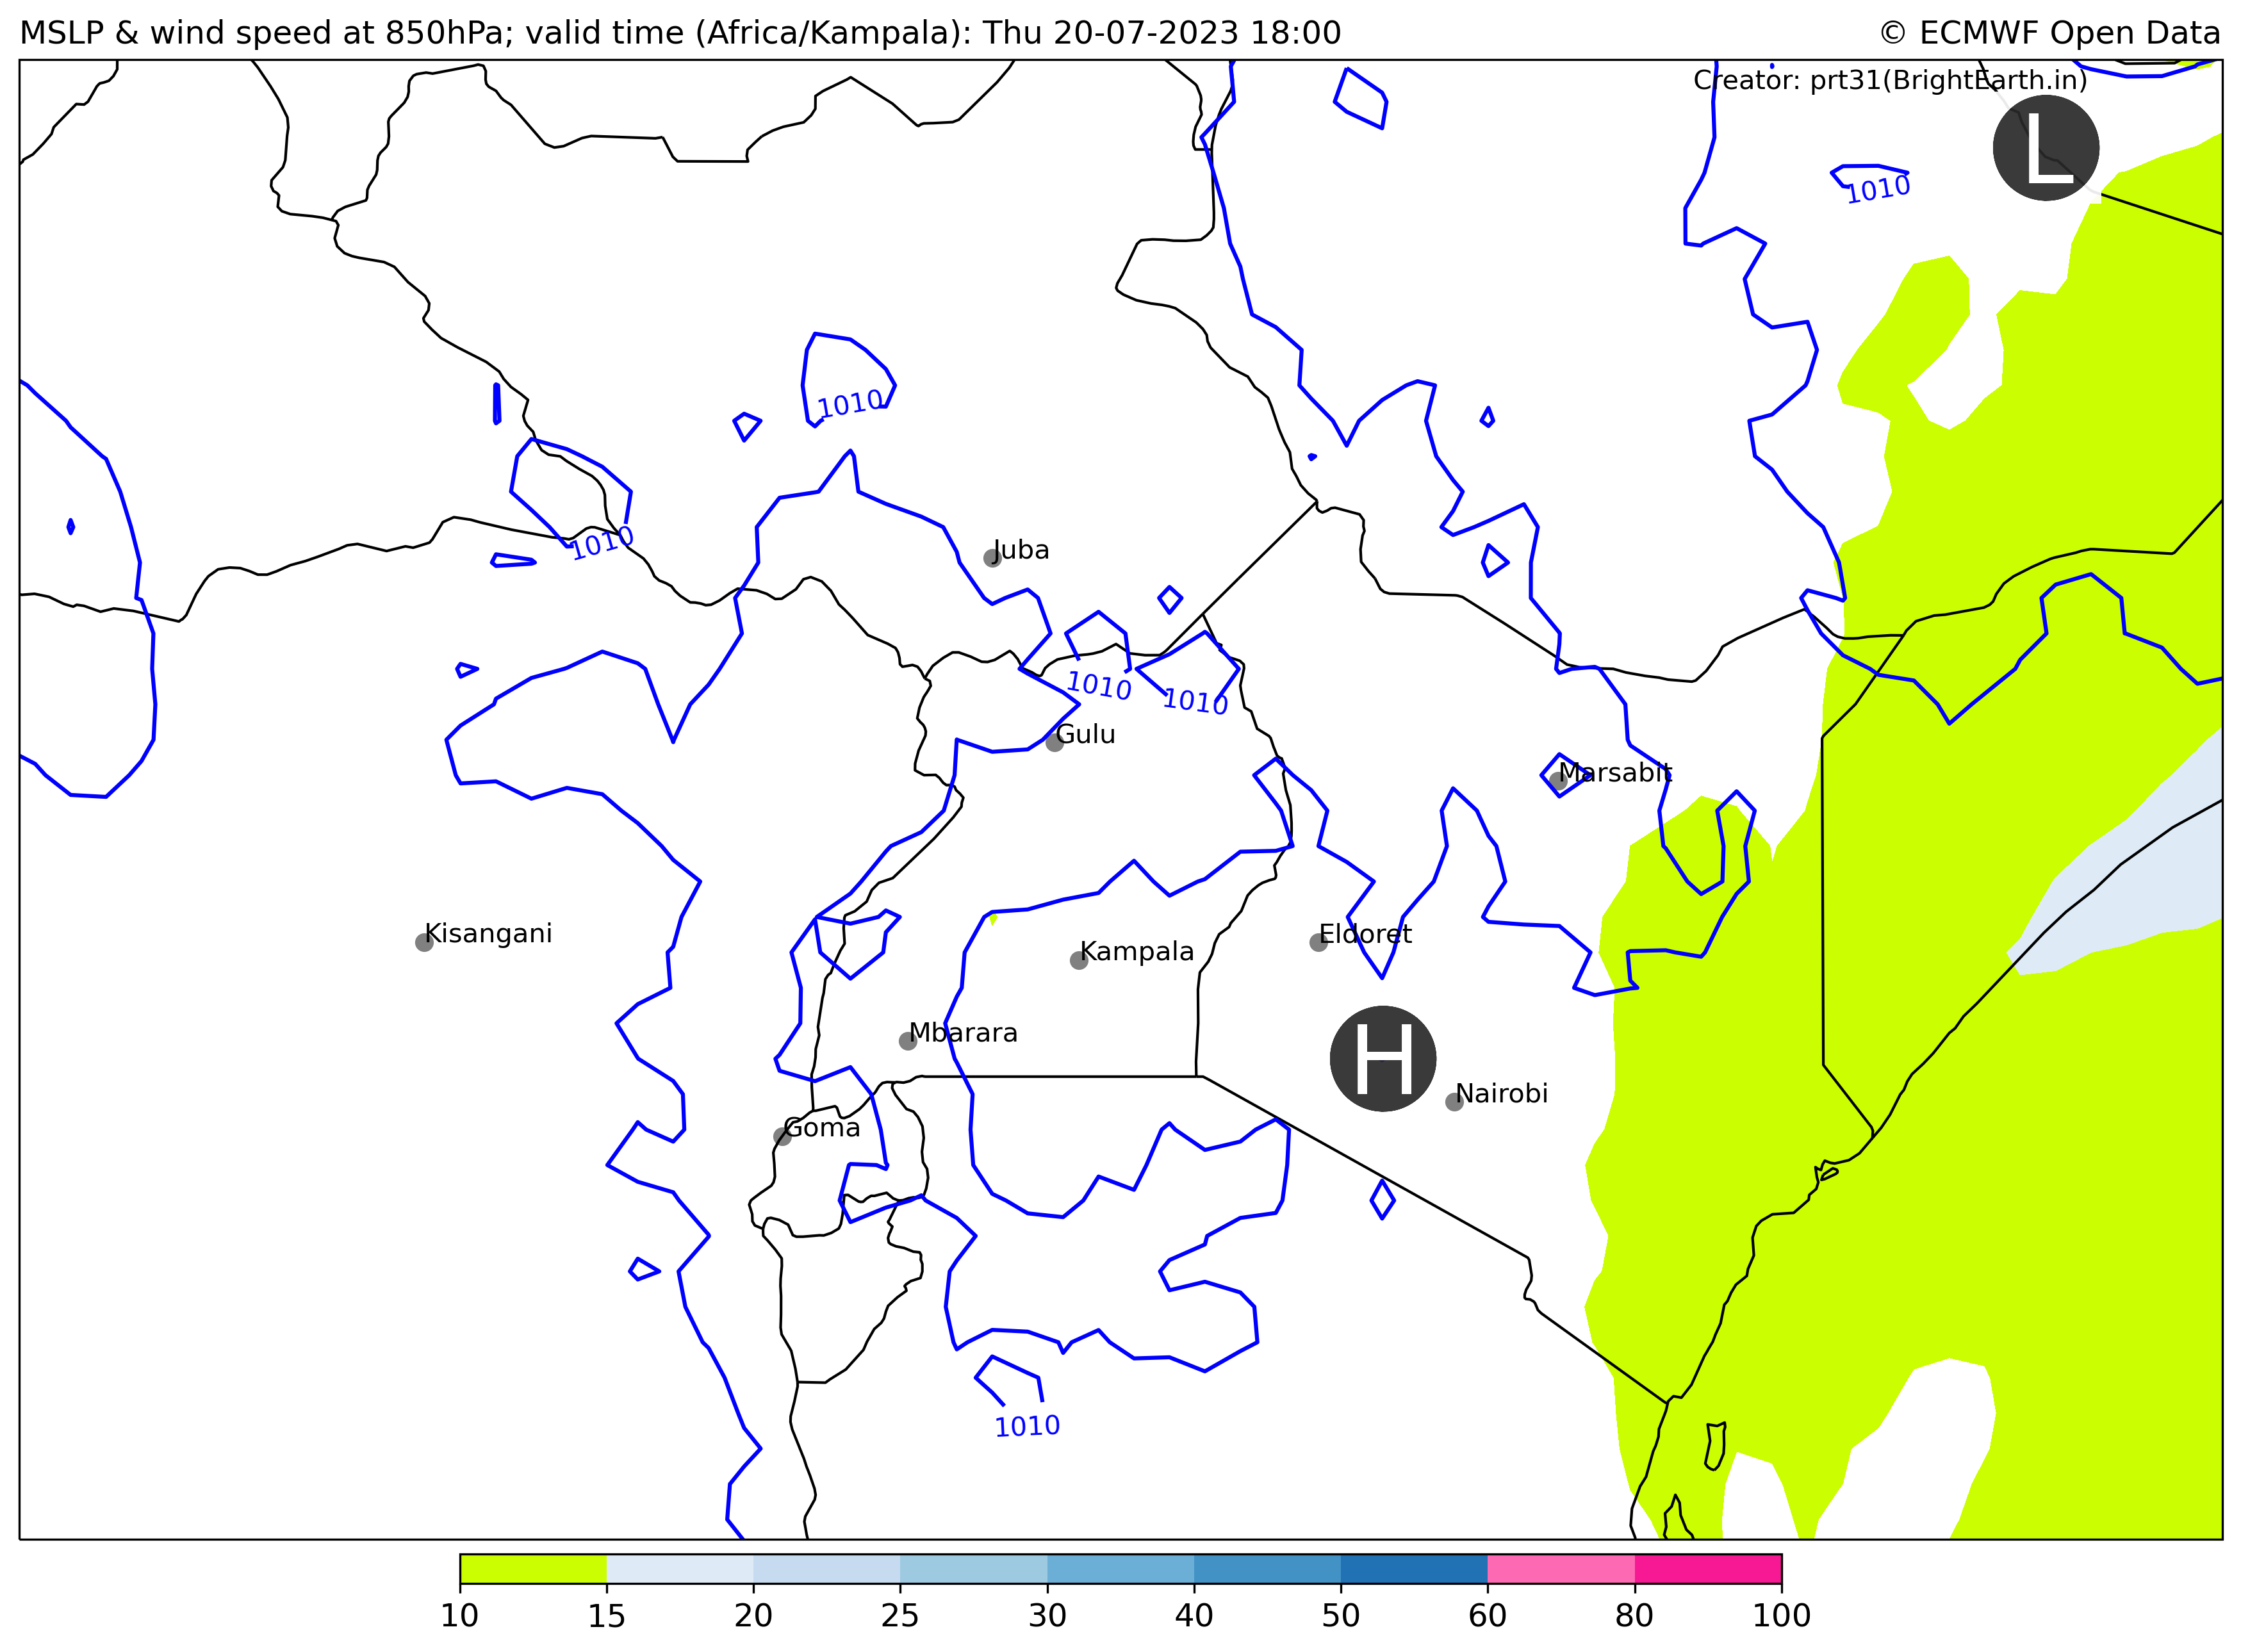 MSLP & wind speed at 850hPa; valid time (Africa/Kampala): Thu 20-07-2023 18:00
© ECMWF Open Data
Creator: prt31(BrightEarth.in)
L
1010
1010
1010
Juba
1010
1010
Gulu
Marsabit
Kisangani
Eldoret
Kampala
Mbarara
H
Nairobi
Goma
1010
10 15 20 25 30 40 50 60 80 100